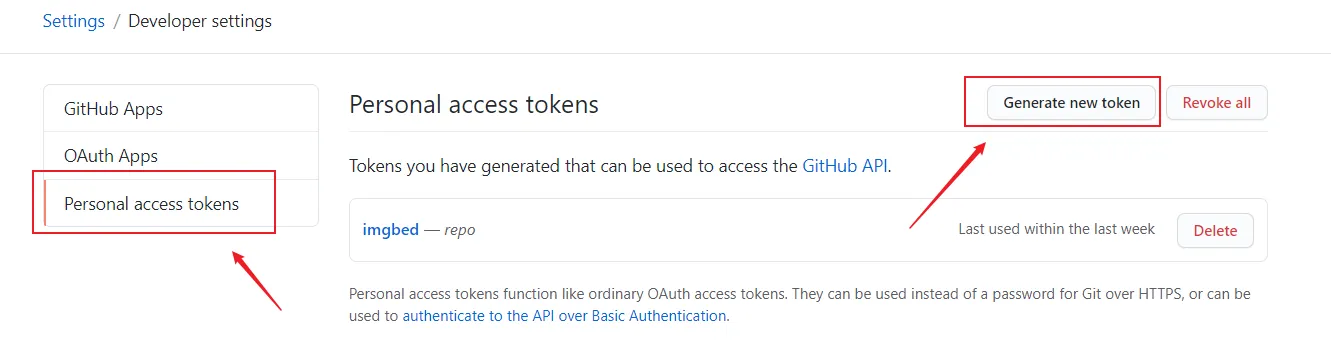 Settings / Developer settings
GitHub Apps
OAuth Apps
Personal access tokens
Personal access tokens
Generate new token
Revoke all
Tokens you have generated that can be used to access the GitHub API.
imgbed — repo
Last used within the last week
Delete
Personal access tokens function like ordinary OAuth access tokens. They can be used instead of a password for Git over HTTPS, or can be
used to authenticate to the API over Basic Authentication.